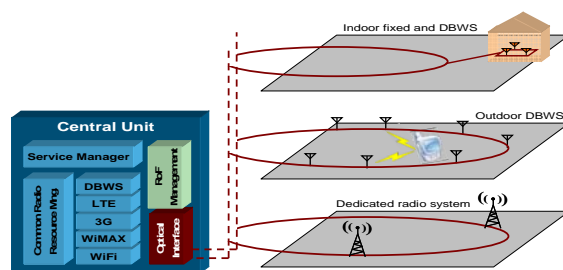 Indoor fixed and DBWS
Central Unit
Service Manager
Common Radio
Resource Mng.
DBWS
LTE
3G
WiMAX
WiFi
RoF
Management
Optical
Interface
Outdoor DBWS
Dedicated radio system